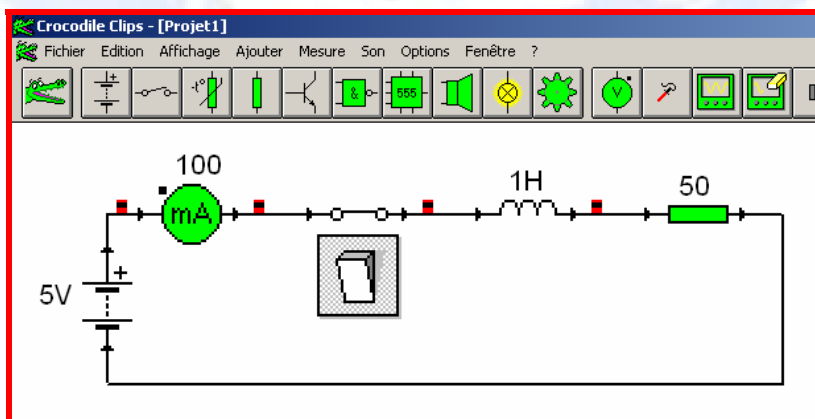 Crocodile Clips - [Projet1]
Fichier Edition Affichage Ajouter Mesure Son Options Fenêtre ?
+ -t° & 555 V
100
1H
50
mA
+
5V